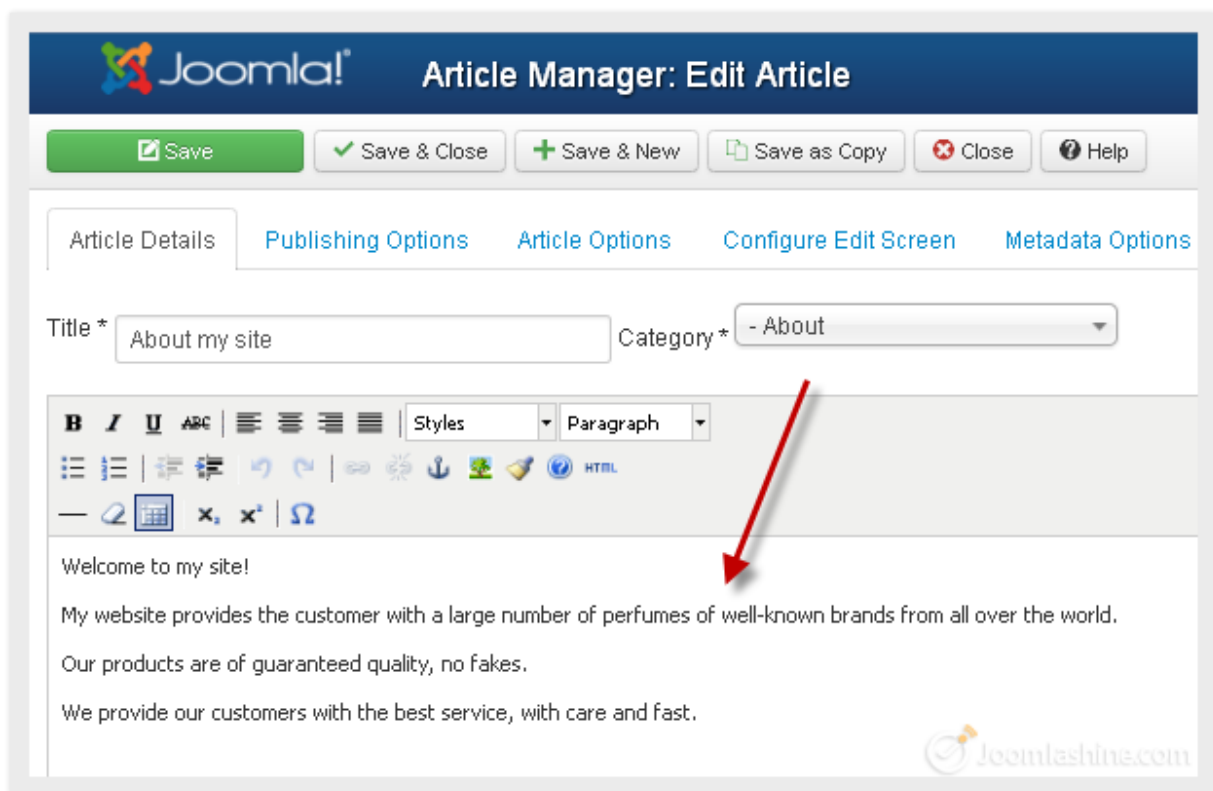 Joomla! Article Manager: Edit Article
Save Save & Close Save & New Save as Copy Close Help
Article Details Publishing Options Article Options Configure Edit Screen Metadata Options
Title * About my site Category * - About
B I U ABC Styles Paragraph
HTML
x₂ x² Ω
Welcome to my site!
My website provides the customer with a large number of perfumes of well-known brands from all over the world.
Our products are of guaranteed quality, no fakes.
We provide our customers with the best service, with care and fast.
Joomlashine.com